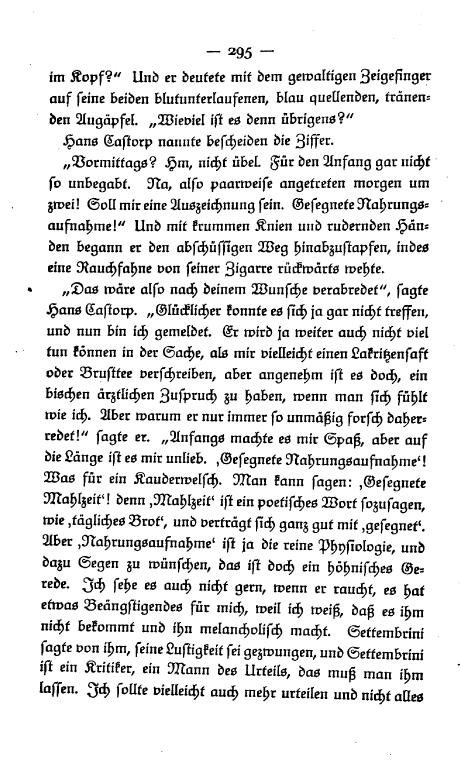 — 295 —
im Kopf?“ Und er deutete mit dem gewaltigen Zeigefinger
auf seine beiden blutunterlaufenen, blau quellenden, tränen-
den Augäpfel. „Wieviel ist es denn übrigens?“
Hans Castorp nannte bescheiden die Ziffer.
„Vormittags? Hm, nicht übel. Für den Anfang gar nicht
so unbegabt. Na, also paarweise angetreten morgen um
zwei! Soll mir eine Auszeichnung sein. Gesegnete Nahrungs-
aufnahme!“ Und mit krummen Knien und rudernden Hän-
den begann er den abschüssigen Weg hinabzustapfen, indes
eine Rauchfahne von seiner Zigarre rückwärts wehte.
„Das wäre also nach deinem Wunsche verabredet“, sagte
Hans Castorp. „Glücklicher konnte es sich ja gar nicht treffen,
und nun bin ich gemeldet. Er wird ja weiter auch nicht viel
tun können in der Sache, als mir vielleicht einen Lakritzensaft
oder Brusttee verschreiben, aber angenehm ist es doch, ein
bischen ärztlichen Zuspruch zu haben, wenn man sich fühlt
wie ich. Aber warum er nur immer so unmäßig forsch daher-
redet!“ sagte er. „Anfangs machte es mir Spaß, aber auf
die Länge ist es mir unlieb. ‚Gesegnete Nahrungsaufnahme‘!
Was für ein Kauderwelsch. Man kann sagen: ‚Gesegnete
Mahlzeit‘! denn ‚Mahlzeit‘ ist ein poetisches Wort sozusagen,
wie ‚tägliches Brot‘, und verträgt sich ganz gut mit ‚gesegnet‘.
Aber ‚Nahrungsaufnahme‘ ist ja die reine Physiologie, und
dazu Segen zu wünschen, das ist doch ein höhnisches Ge-
rede. Ich sehe es auch nicht gern, wenn er raucht, es hat
etwas Beängstigendes für mich, weil ich weiß, daß es ihm
nicht bekommt und ihn melancholisch macht. Settembrini
sagte von ihm, seine Lustigkeit sei gezwungen, und Settembrini
ist ein Kritiker, ein Mann des Urteils, das muß man ihm
lassen. Ich sollte vielleicht auch mehr urteilen und nicht alles